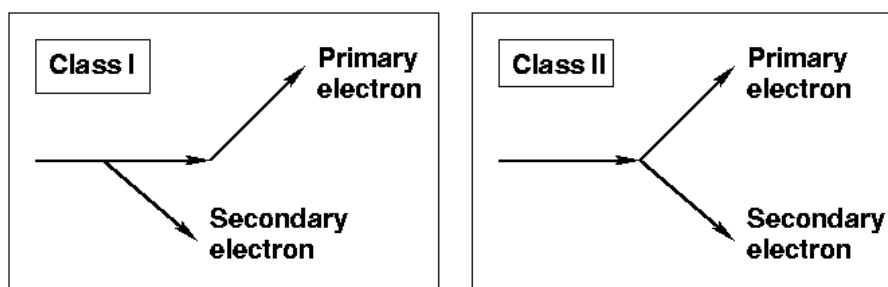 Class I
Primary
electron
Secondary
electron
Class II
Primary
electron
Secondary
electron